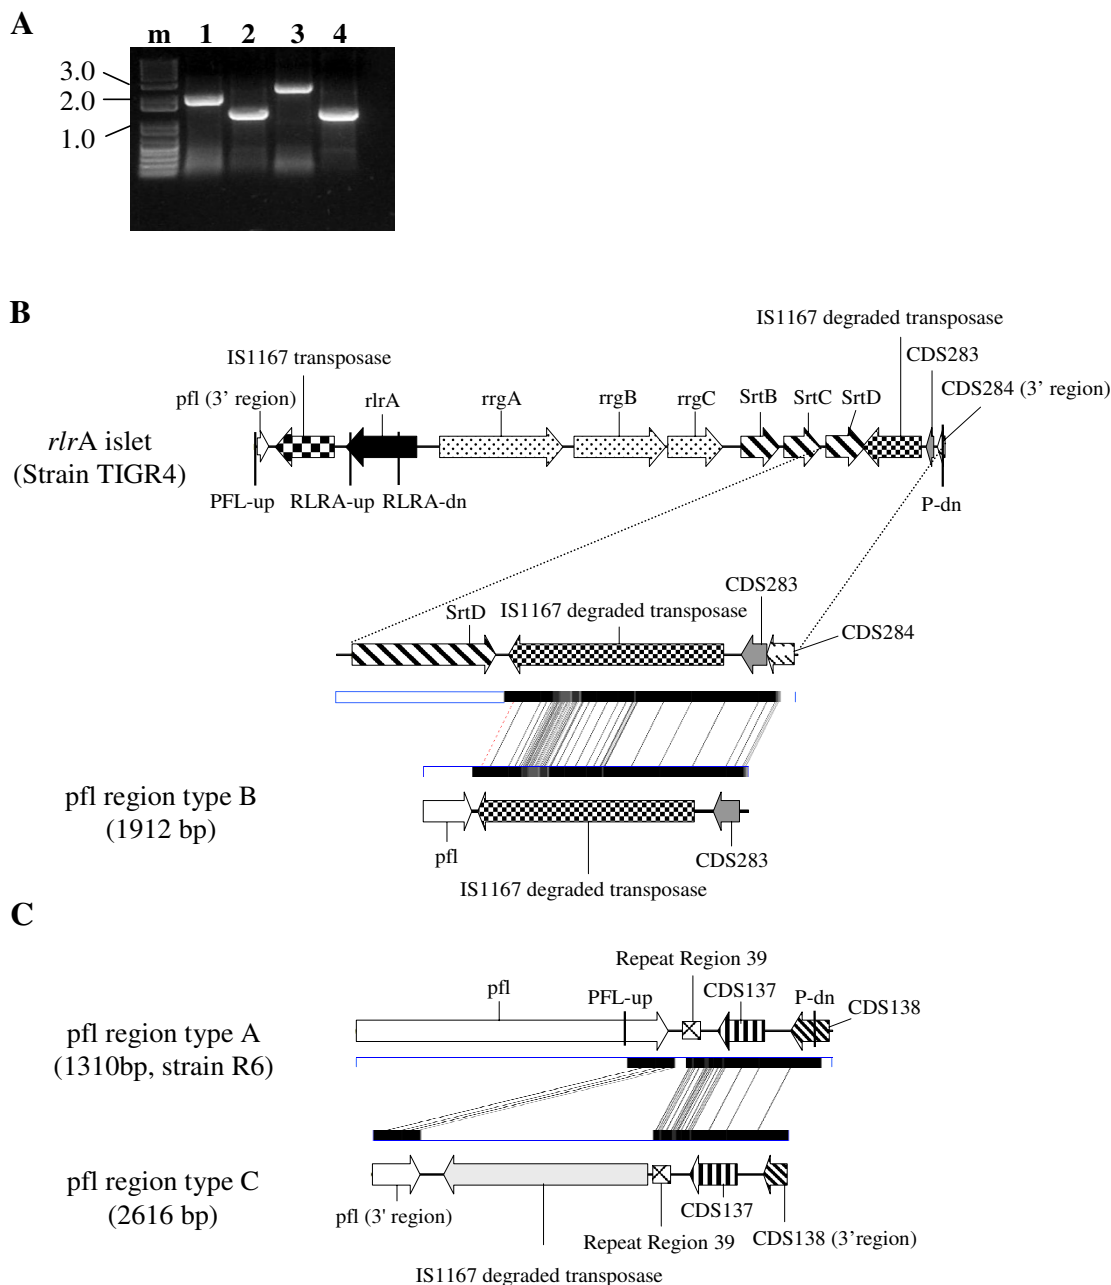 A
m 1 2 3 4
3.0
2.0
1.0
B
IS1167 degraded transposase
IS1167 transposase
CDS283
pfl (3' region)
rlrA
rrgA
rrgB
rrgC
SrtB
SrtC
SrtD
CDS284 (3' region)
rlrA islet
(Strain TIGR4)
PFL-up
RLRA-up
RLRA-dn
P-dn
CDS283
SrtD
IS1167 degraded transposase
CDS284
pfl region type B
(1912 bp)
pfl
CDS283
IS1167 degraded transposase
C
Repeat Region 39
pfl
PFL-up
CDS137
P-dn
CDS138
pfl region type A
(1310bp, strain R6)
pfl region type C
(2616 bp)
pfl (3' region)
CDS137
Repeat Region 39
CDS138 (3'region)
IS1167 degraded transposase